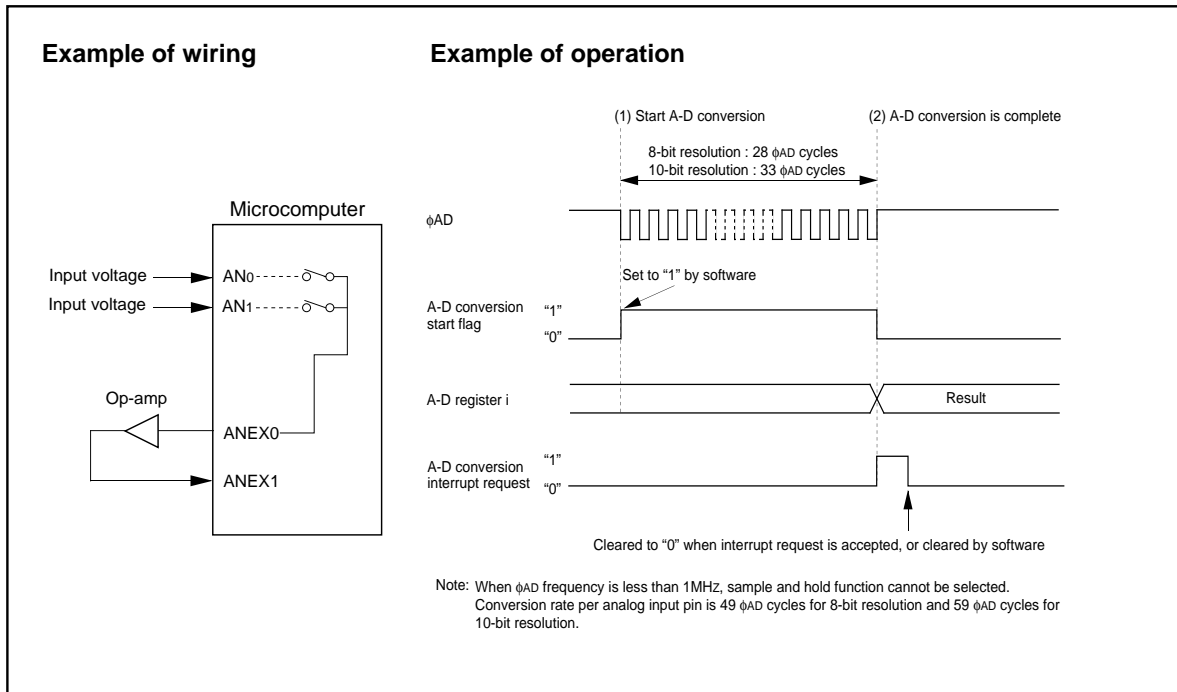 Example of wiring
Example of operation
Microcomputer
Input voltage
AN0
Input voltage
AN1
Op-amp
ANEX0
ANEX1
(1) Start A-D conversion
(2) A-D conversion is complete
8-bit resolution : 28 ϕAD cycles
10-bit resolution : 33 ϕAD cycles
ϕAD
Set to “1” by software
A-D conversion
start flag
“1”
“0”
A-D register i
Result
A-D conversion
interrupt request
“1”
“0”
Cleared to “0” when interrupt request is accepted, or cleared by software
Note: When ϕAD frequency is less than 1MHz, sample and hold function cannot be selected.
Conversion rate per analog input pin is 49 ϕAD cycles for 8-bit resolution and 59 ϕAD cycles for
10-bit resolution.